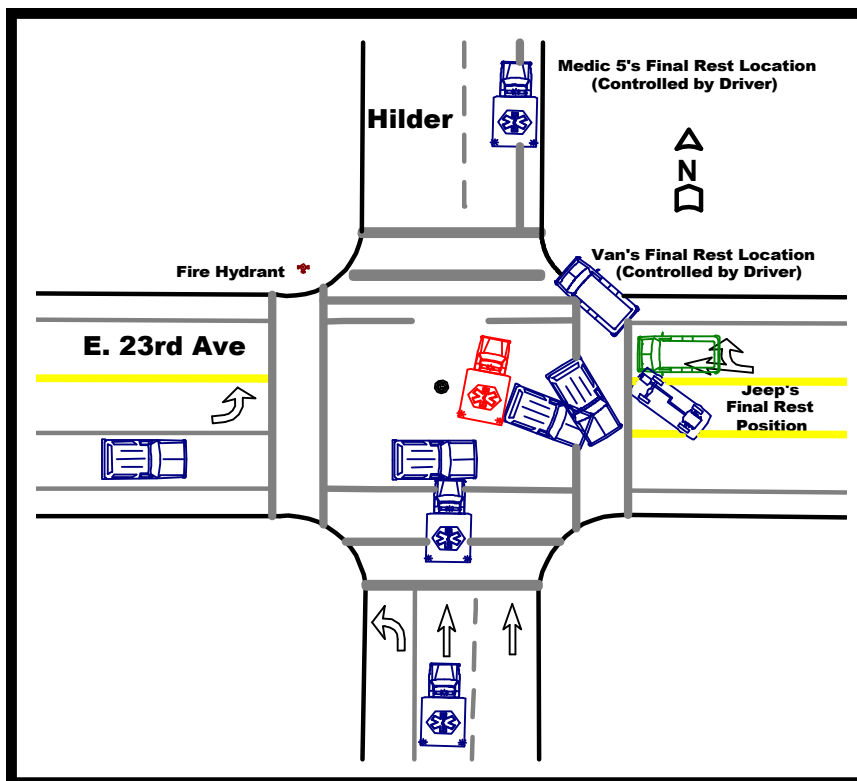 Medic 5's Final Rest Location
(Controlled by Driver)
Hilder
N
Van's Final Rest Location
(Controlled by Driver)
Fire Hydrant
E. 23rd Ave
Jeep's
Final Rest
Position